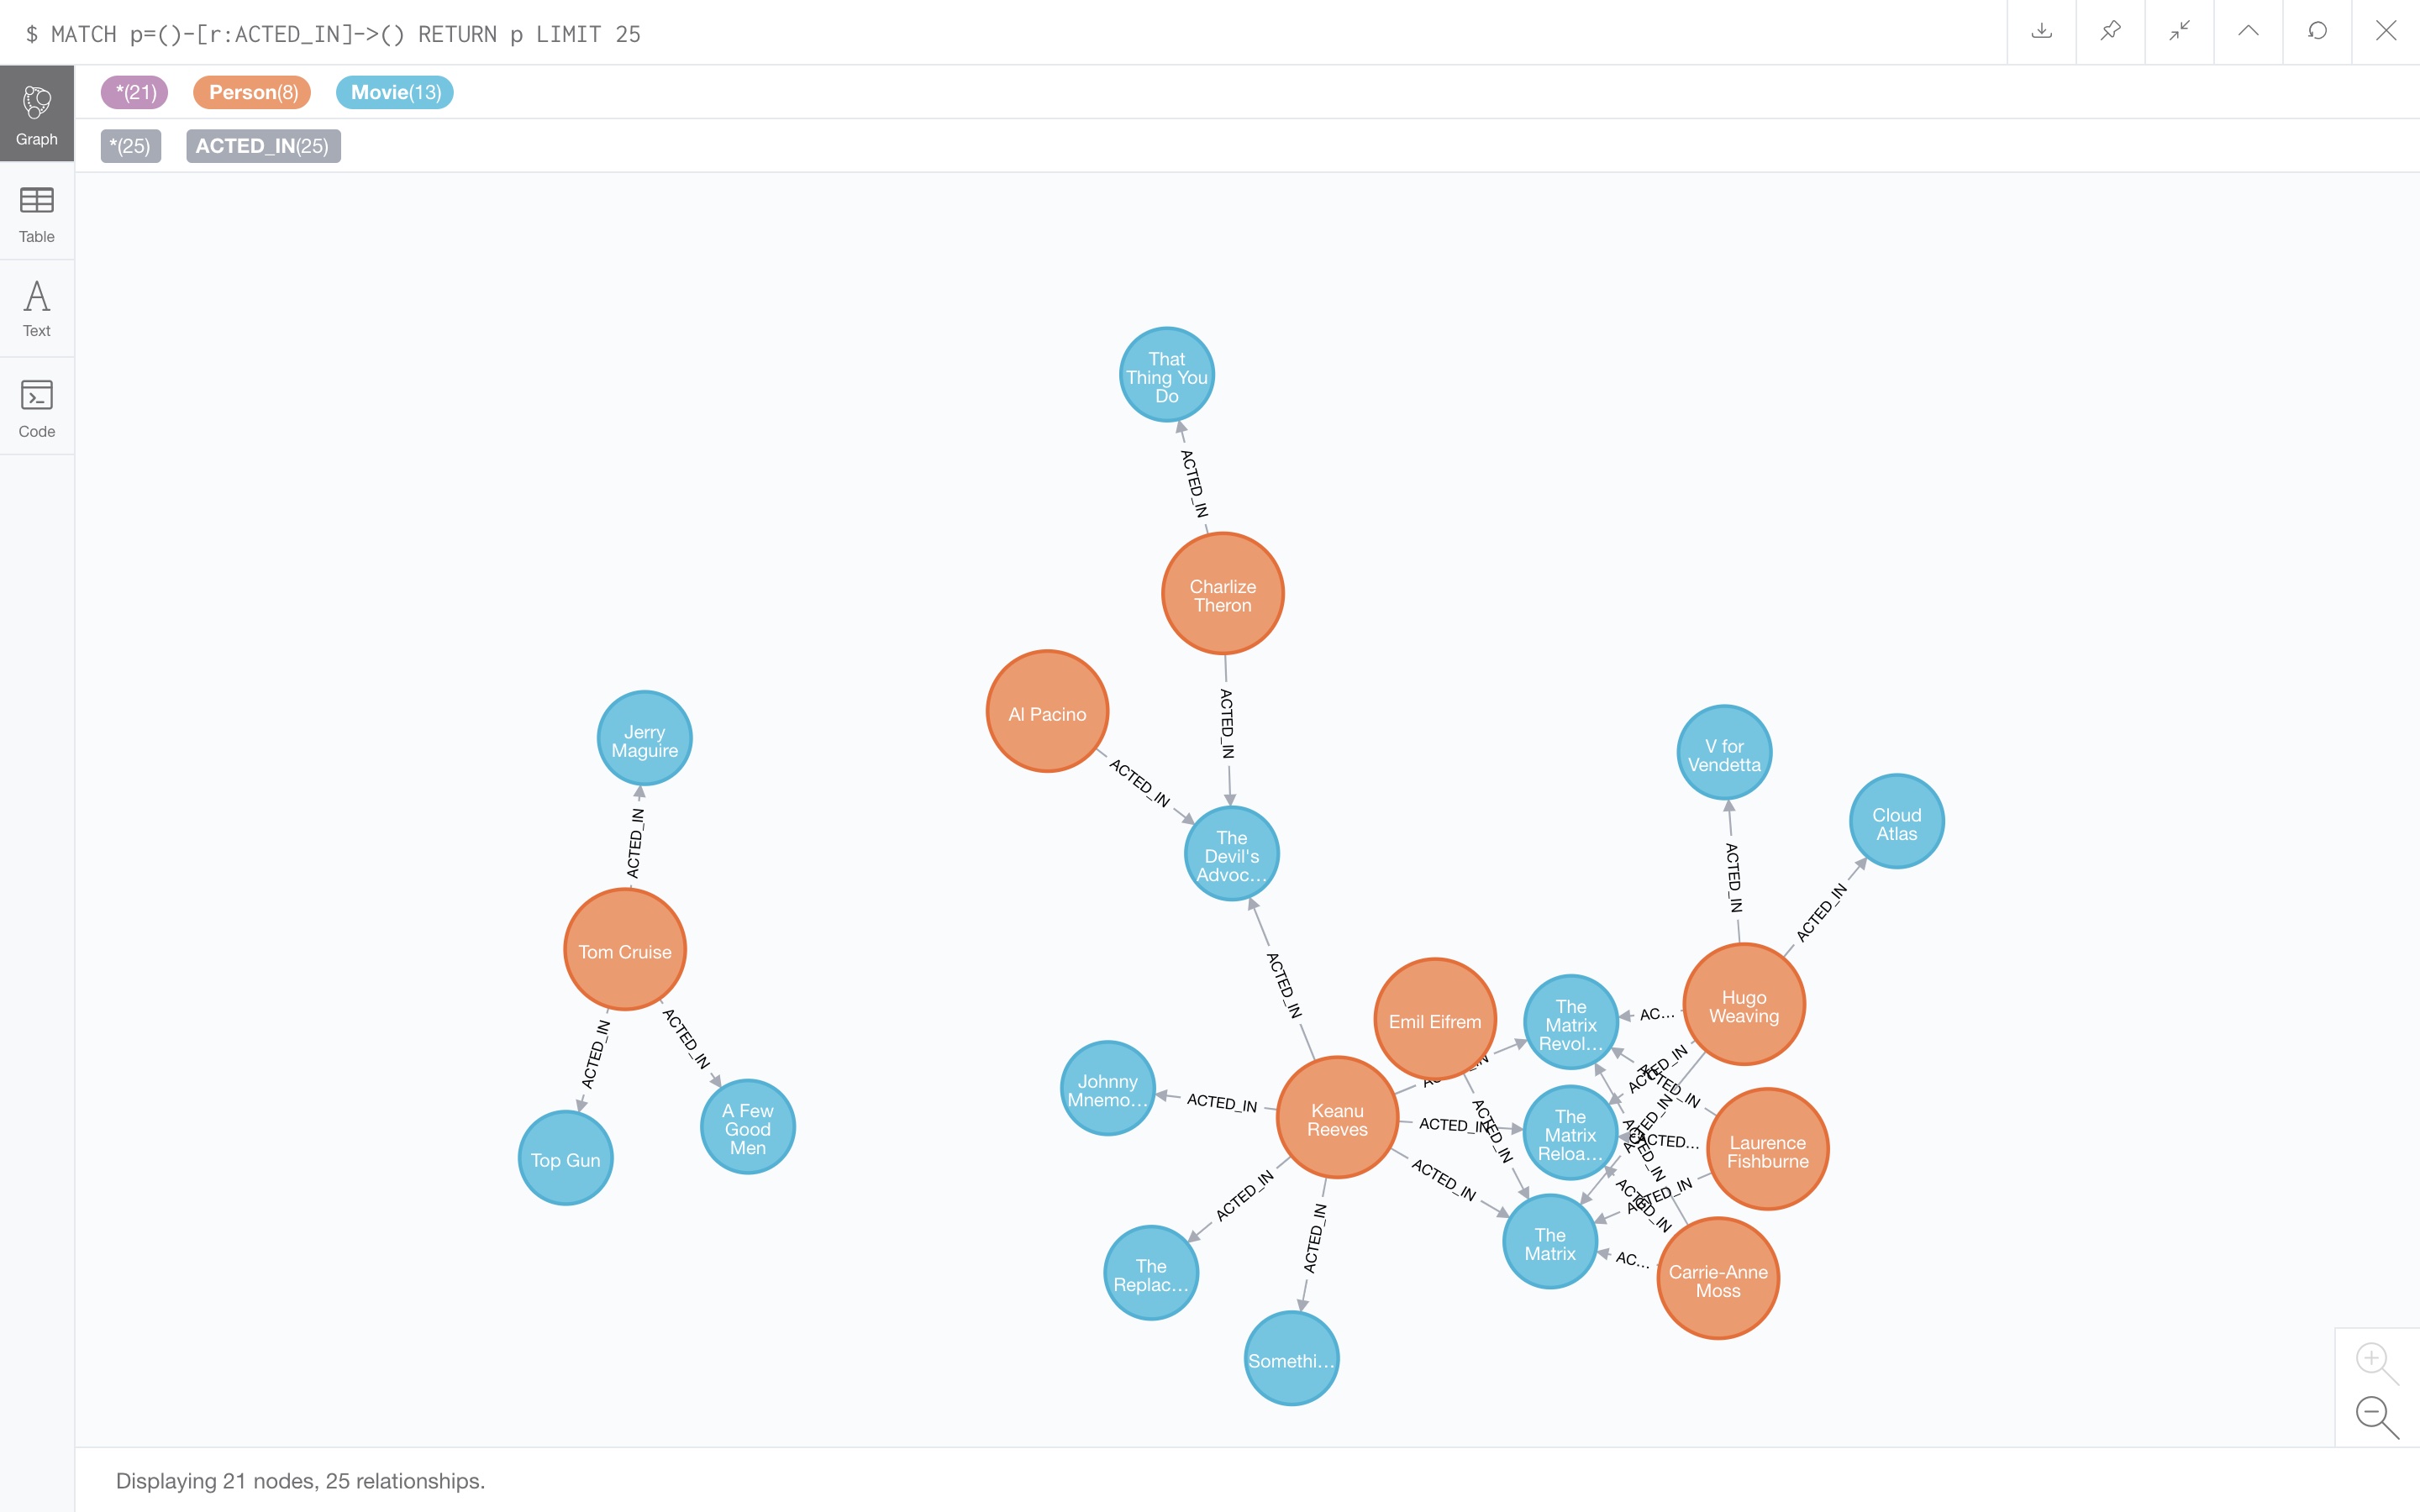 $ MATCH p=()-[r:ACTED_IN]->() RETURN p LIMIT 25
*(21) Person(8) Movie(13)
*(25) ACTED_IN(25)
Graph
Table
Text
Code
That
Thing You
Do
ACTED_IN
Charlize
Theron
ACTED_IN
Al Pacino
ACTED_IN
The
Devil's
Advoc...
ACTED_IN
Jerry
Maguire
ACTED_IN
Tom Cruise
ACTED_IN
ACTED_IN
Top Gun
A Few
Good
Men
V for
Vendetta
Cloud
Atlas
ACTED_IN
ACTED_IN
Hugo
Weaving
Emil Eifrem
The
Matrix
Revol...
AC...
ACTED_IN
ACTED_IN
ACTED_IN
Johnny
Mnemo...
ACTED_IN
Keanu
Reeves
ACTED_IN
ACTED_IN
The
Matrix
Reloa...
ACTED_IN
ACTED...
Laurence
Fishburne
ACTED_IN
ACTED_IN
ACTED_IN
ACTED_IN
ACTED_IN
ACTED_IN
The
Matrix
AC...
Carrie-Anne
Moss
The
Replac...
Somethi...
Displaying 21 nodes, 25 relationships.